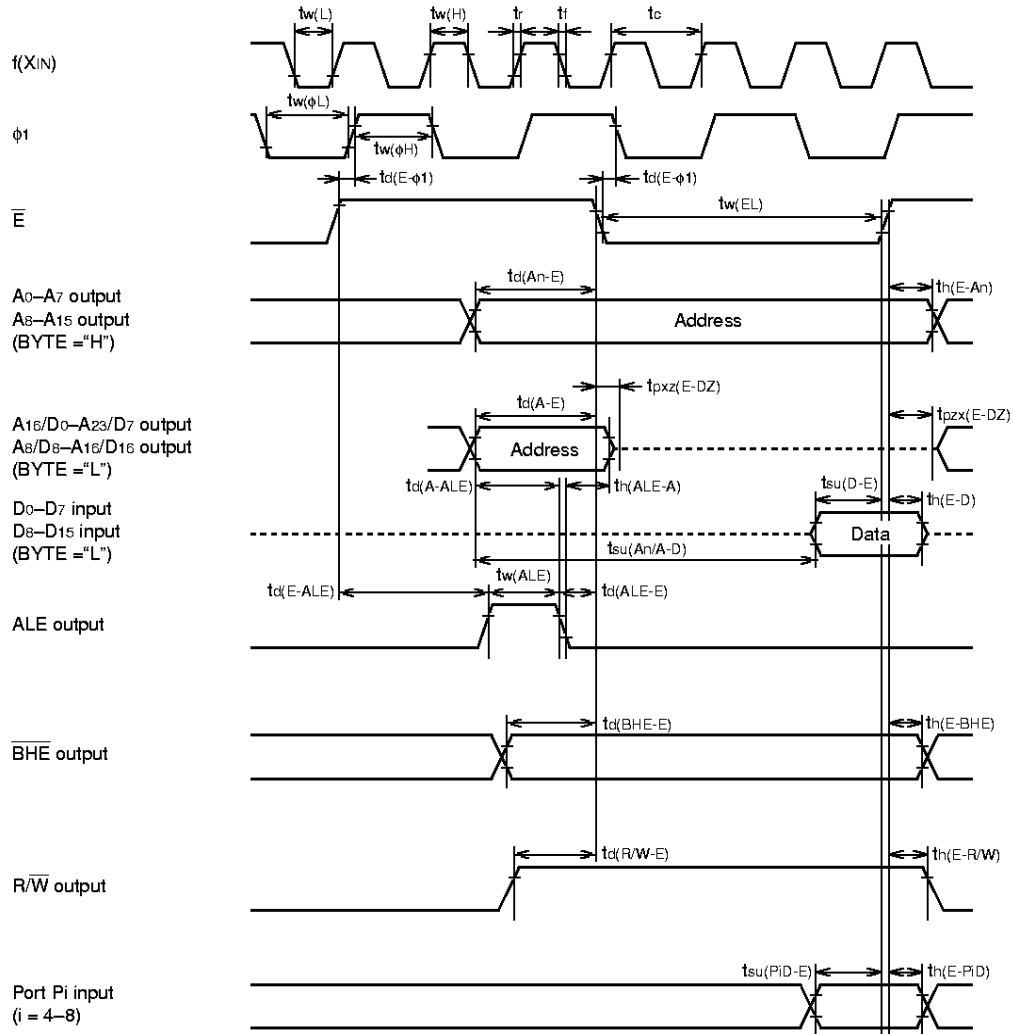 tw(L) tw(H) tr tf tc
f(XIN)
tw(ϕL)
ϕ1
tw(ϕH)
td(E-ϕ1) td(E-ϕ1)
tw(EL)
E
td(An-E) th(E-An)
A0–A7 output
A8–A15 output
(BYTE =“H”)
Address
tpxz(E-DZ)
td(A-E) tpzx(E-DZ)
A16/D0–A23/D7 output
A8/D8–A16/D16 output
(BYTE =“L”)
Address
td(A-ALE) th(ALE-A) tsu(D-E) th(E-D)
D0–D7 input
D8–D15 input
(BYTE =“L”)
Data
tsu(An/A-D)
tw(ALE)
td(E-ALE) td(ALE-E)
ALE output
td(BHE-E) th(E-BHE)
BHE output
td(R/W-E) th(E-R/W)
R/W output
tsu(PiD-E) th(E-PiD)
Port Pi input
(i = 4–8)